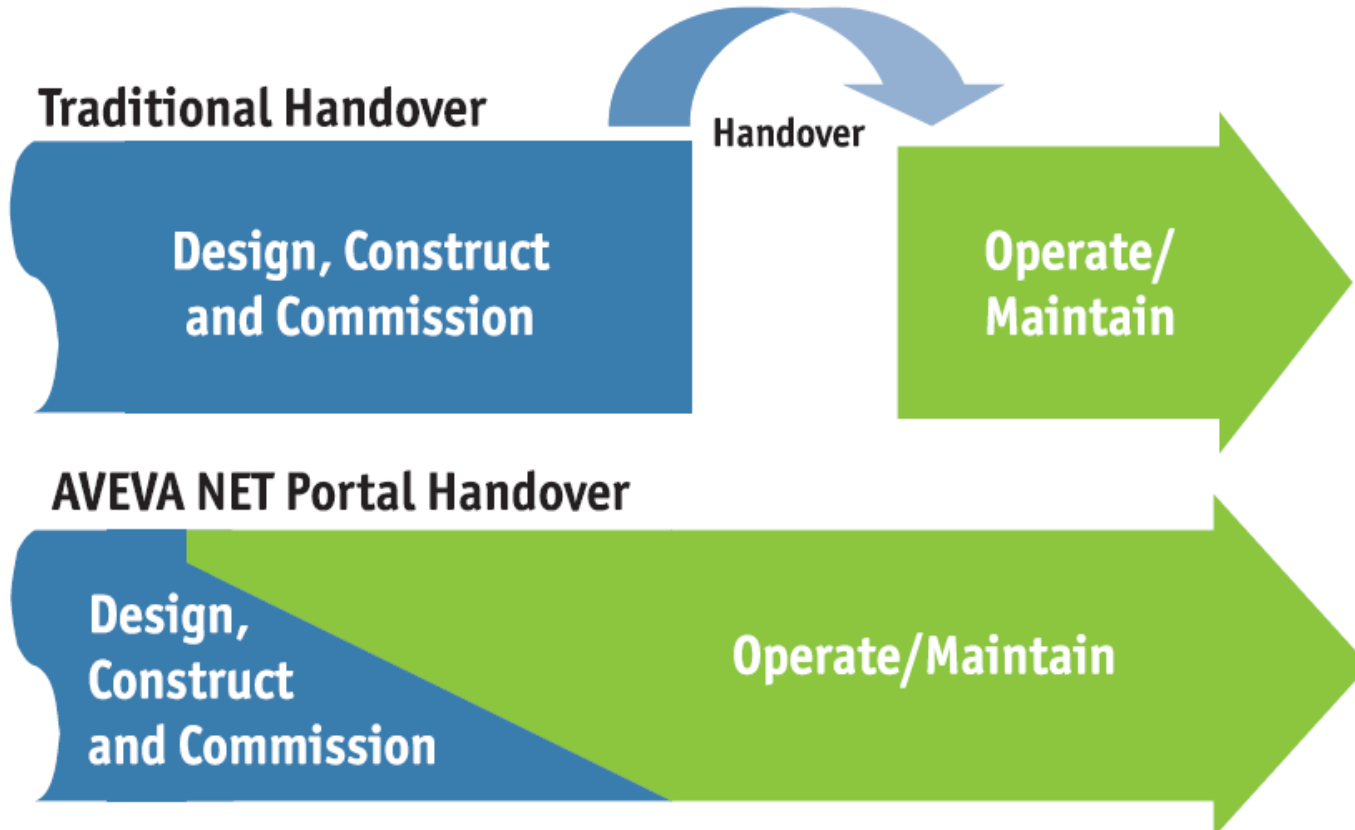 Traditional Handover
Handover
Design, Construct
and Commission
Operate/
Maintain
AVEVA NET Portal Handover
Design,
Construct
and Commission
Operate/Maintain